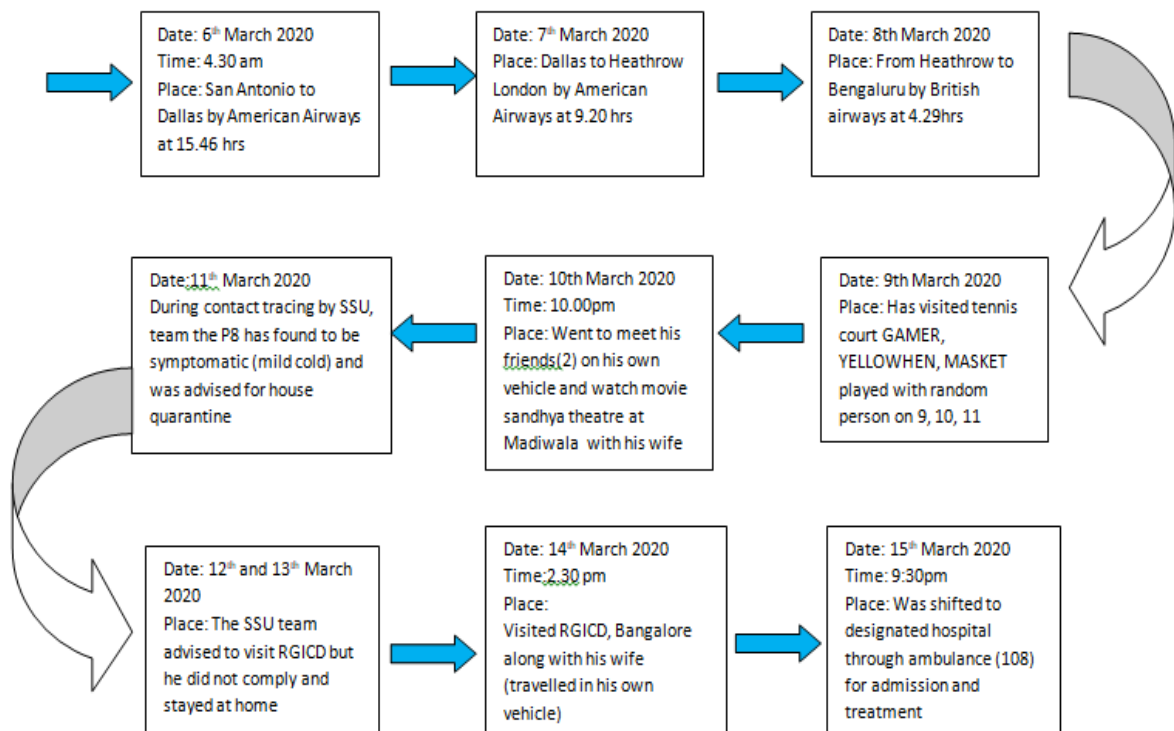 Date: 6th March 2020
Time: 4.30 am
Place: San Antonio to
Dallas by American Airways
at 15.46 hrs
Date: 7th March 2020
Place: Dallas to Heathrow
London by American
Airways at 9.20 hrs
Date: 8th March 2020
Place: From Heathrow to
Bengaluru by British
airways at 4.29hrs
Date: 9th March 2020
Place: Has visited tennis
court GAMER,
YELLOWHEN, MASKET
played with random
person on 9, 10, 11
Date: 10th March 2020
Time: 10.00pm
Place: Went to meet his
friends(2) on his own
vehicle and watch movie
sandhya theatre at
Madiwala with his wife
Date:11th March 2020
During contact tracing by SSU,
team the P8 has found to be
symptomatic (mild cold) and
was advised for house
quarantine
Date: 12th and 13th March
2020
Place: The SSU team
advised to visit RGICD but
he did not comply and
stayed at home
Date: 14th March 2020
Time:2.30 pm
Place:
Visited RGICD, Bangalore
along with his wife
(travelled in his own
vehicle)
Date: 15th March 2020
Time: 9:30pm
Place: Was shifted to
designated hospital
through ambulance (108)
for admission and
treatment